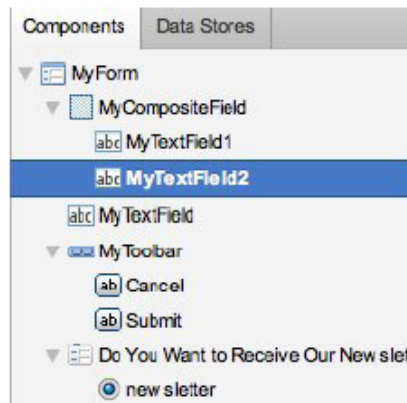 Components Data Stores
MyForm
MyCompositeField
abc MyTextField1
abc MyTextField2
abc MyTextField
MyToolbar
ab Cancel
ab Submit
Do You Want to Receive Our New slet
new sletter